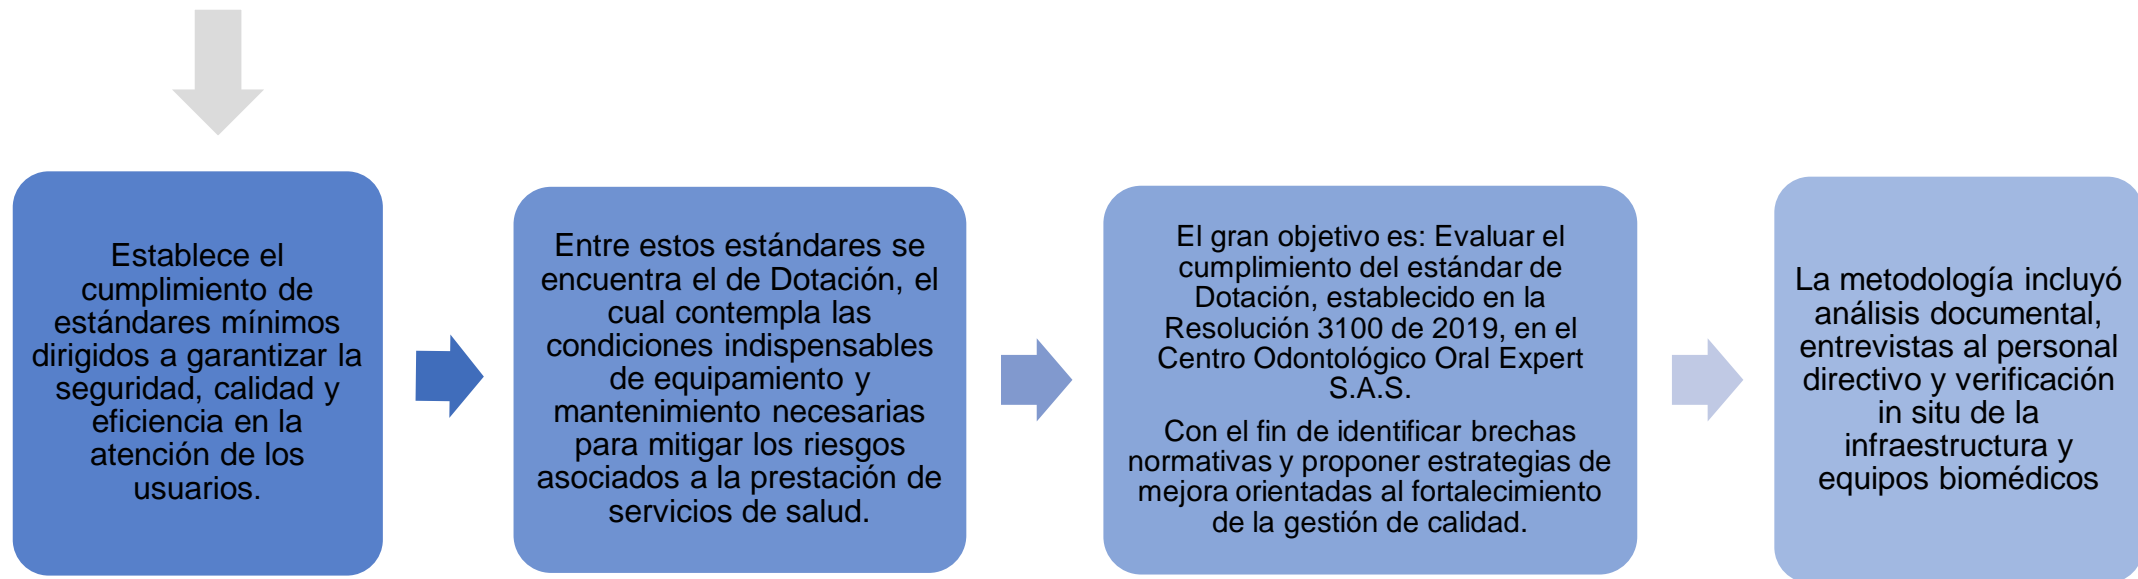 Establece el
cumplimiento de
estándares mínimos
dirigidos a garantizar la
seguridad, calidad y
eficiencia en la
atención de los
usuarios.
Entre estos estándares se
encuentra el de Dotación, el
cual contempla las
condiciones indispensables
de equipamiento y
mantenimiento necesarias
para mitigar los riesgos
asociados a la prestación de
servicios de salud.
El gran objetivo es: Evaluar el
cumplimiento del estándar de
Dotación, establecido en la
Resolución 3100 de 2019, en el
Centro Odontológico Oral Expert
S.A.S.
Con el fin de identificar brechas
normativas y proponer estrategias de
mejora orientadas al fortalecimiento
de la gestión de calidad.
La metodología incluyó
análisis documental,
entrevistas al personal
directivo y verificación
in situ de la
infraestructura y
equipos biomédicos